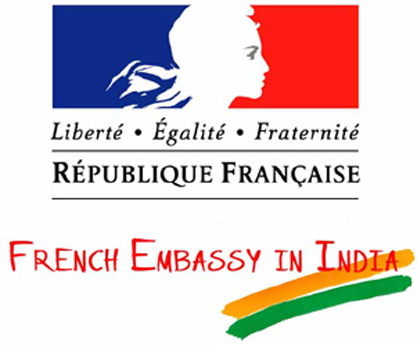 Liberté • Égalité • Fraternité
RÉPUBLIQUE FRANÇAISE
FRENCH EMBASSY IN INDIA